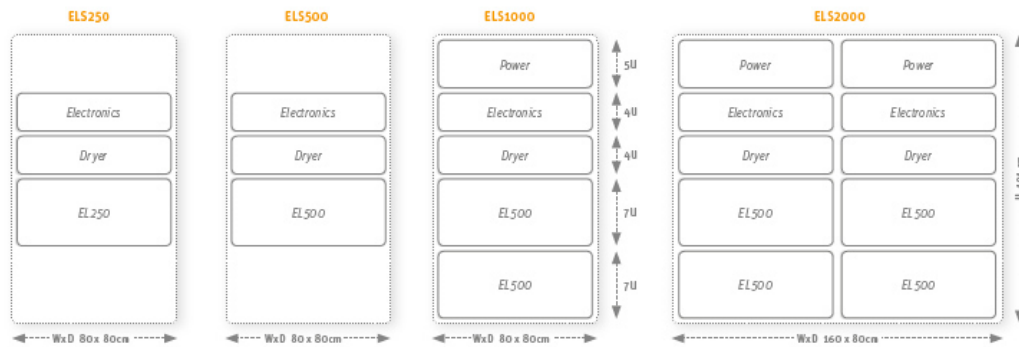 ELS250
ELS500
ELS1000
ELS2000
Power
5U
Power
Power
Electronics
Electronics
Electronics
4U
Electronics
Electronics
Dryer
Dryer
Dryer
4U
Dryer
Dryer
EL250
EL500
EL500
7U
EL500
EL500
EL500
7U
EL500
EL500
WxD 80 x 80cm
WxD 80 x 80cm
WxD 80 x 80cm
WxD 160 x 80cm